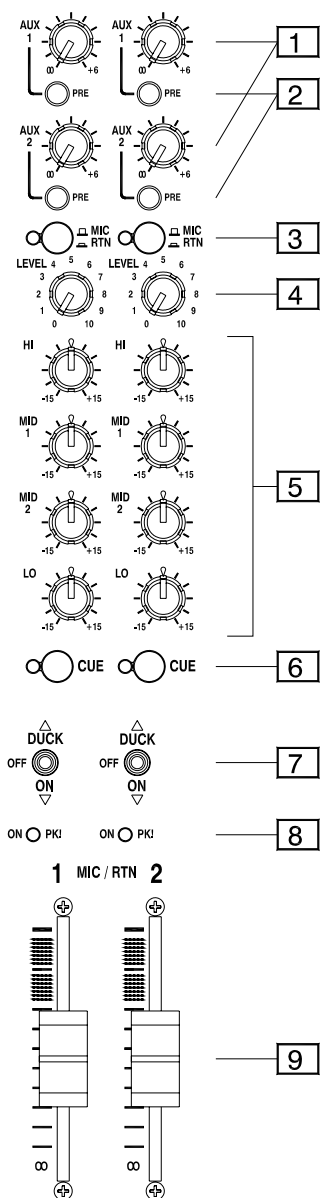 AUX 1 AUX 1 1
∞ +6 ∞ +6
PRE PRE 2
AUX 2 AUX 2
∞ +6 ∞ +6
PRE PRE
MIC RTN MIC RTN 3
LEVEL LEVEL
0 1 2 3 4 5 6 7 8 9 10 0 1 2 3 4 5 6 7 8 9 10 4
HI HI
-15 +15 -15 +15
MID 1 MID 1
-15 +15 -15 +15 5
MID 2 MID 2
-15 +15 -15 +15
LO LO
-15 +15 -15 +15
CUE CUE 6
DUCK DUCK
OFF OFF 7
ON ON
ON PK! ON PK! 8
1 MIC / RTN 2
9
∞ ∞